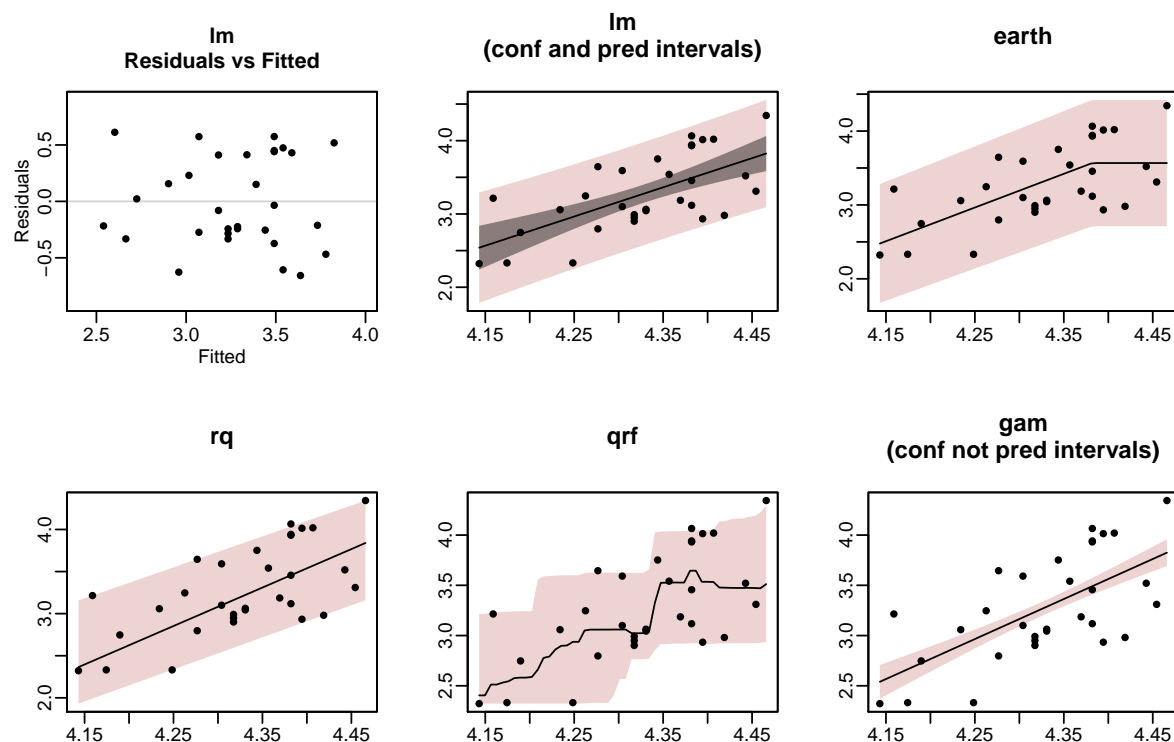 lm
Residuals vs Fitted
0.5
0.0
−0.5
Residuals
2.5 3.0 3.5 4.0
Fitted
lm
(conf and pred intervals)
4.0
3.0
2.0
4.15 4.25 4.35 4.45
earth
4.0
3.0
2.0
4.15 4.25 4.35 4.45
rq
4.0
3.0
2.0
4.15 4.25 4.35 4.45
qrf
4.0
3.5
3.0
2.5
4.15 4.25 4.35 4.45
gam
(conf not pred intervals)
4.0
3.5
3.0
2.5
4.15 4.25 4.35 4.45